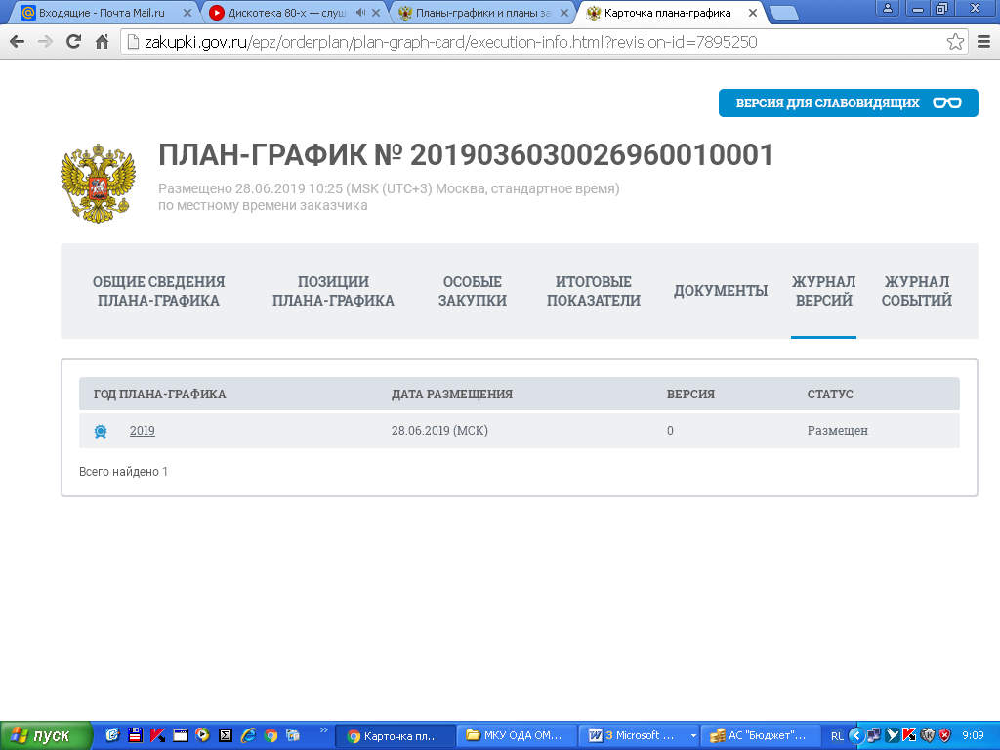 Входящие - Почта Mail.ru
Дискотека 80-х — слуш
Планы-графики и планы за
Карточка плана-графика
zakupki.gov.ru/epz/orderplan/plan-graph-card/execution-info.html?revision-id=7895250
ВЕРСИЯ ДЛЯ СЛАБОВИДЯЩИХ
ПЛАН-ГРАФИК № 2019036030026960010001
Размещено 28.06.2019 10:25 (MSK (UTC+3) Москва, стандартное время)
по местному времени заказчика
ОБЩИЕ СВЕДЕНИЯ
ПЛАНА-ГРАФИКА
ПОЗИЦИИ
ПЛАНА-ГРАФИКА
ОСОБЫЕ
ЗАКУПКИ
ИТОГОВЫЕ
ПОКАЗАТЕЛИ
ДОКУМЕНТЫ
ЖУРНАЛ
ВЕРСИЙ
ЖУРНАЛ
СОБЫТИЙ
ГОД ПЛАНА-ГРАФИКА ДАТА РАЗМЕЩЕНИЯ ВЕРСИЯ СТАТУС
2019 28.06.2019 (МСК) 0 Размещен
Всего найдено 1
пуск
Карточка пл...
МКУ ОДА ОМ...
3 Microsoft ...
АС "Бюджет"...
RL
9:09